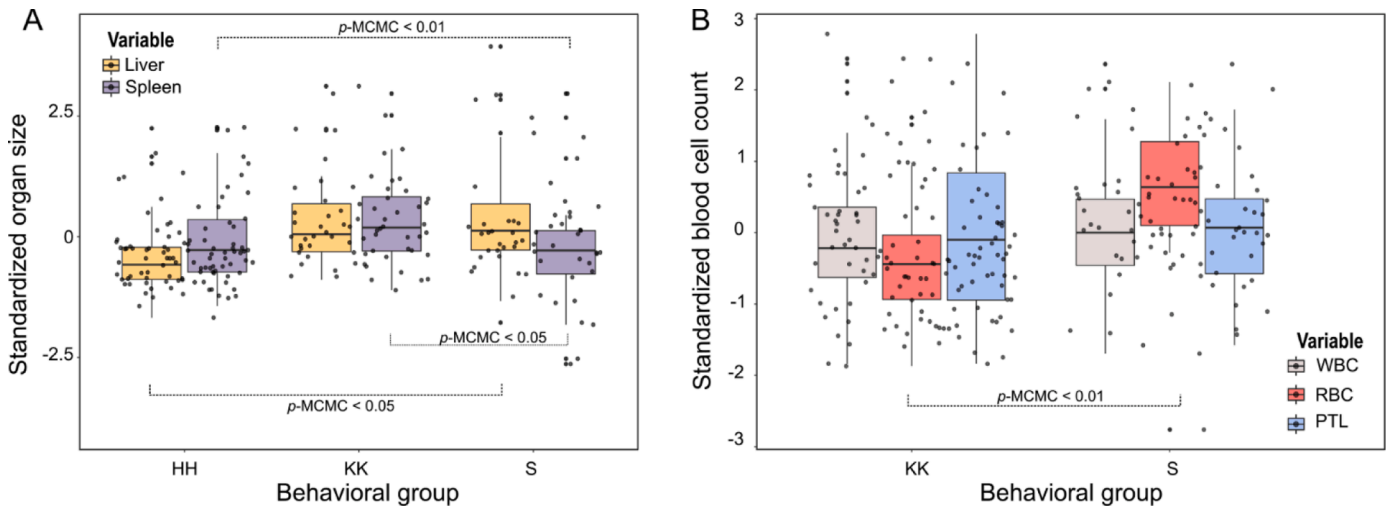 A
Standardized organ size
Variable
Liver
Spleen
p-MCMC < 0.01
2.5
0
-2.5
p-MCMC < 0.05
p-MCMC < 0.05
HH
KK
S
Behavioral group
B
Standardized blood cell count
3
2
1
0
-1
-2
-3
p-MCMC < 0.01
Variable
WBC
RBC
PTL
KK
S
Behavioral group